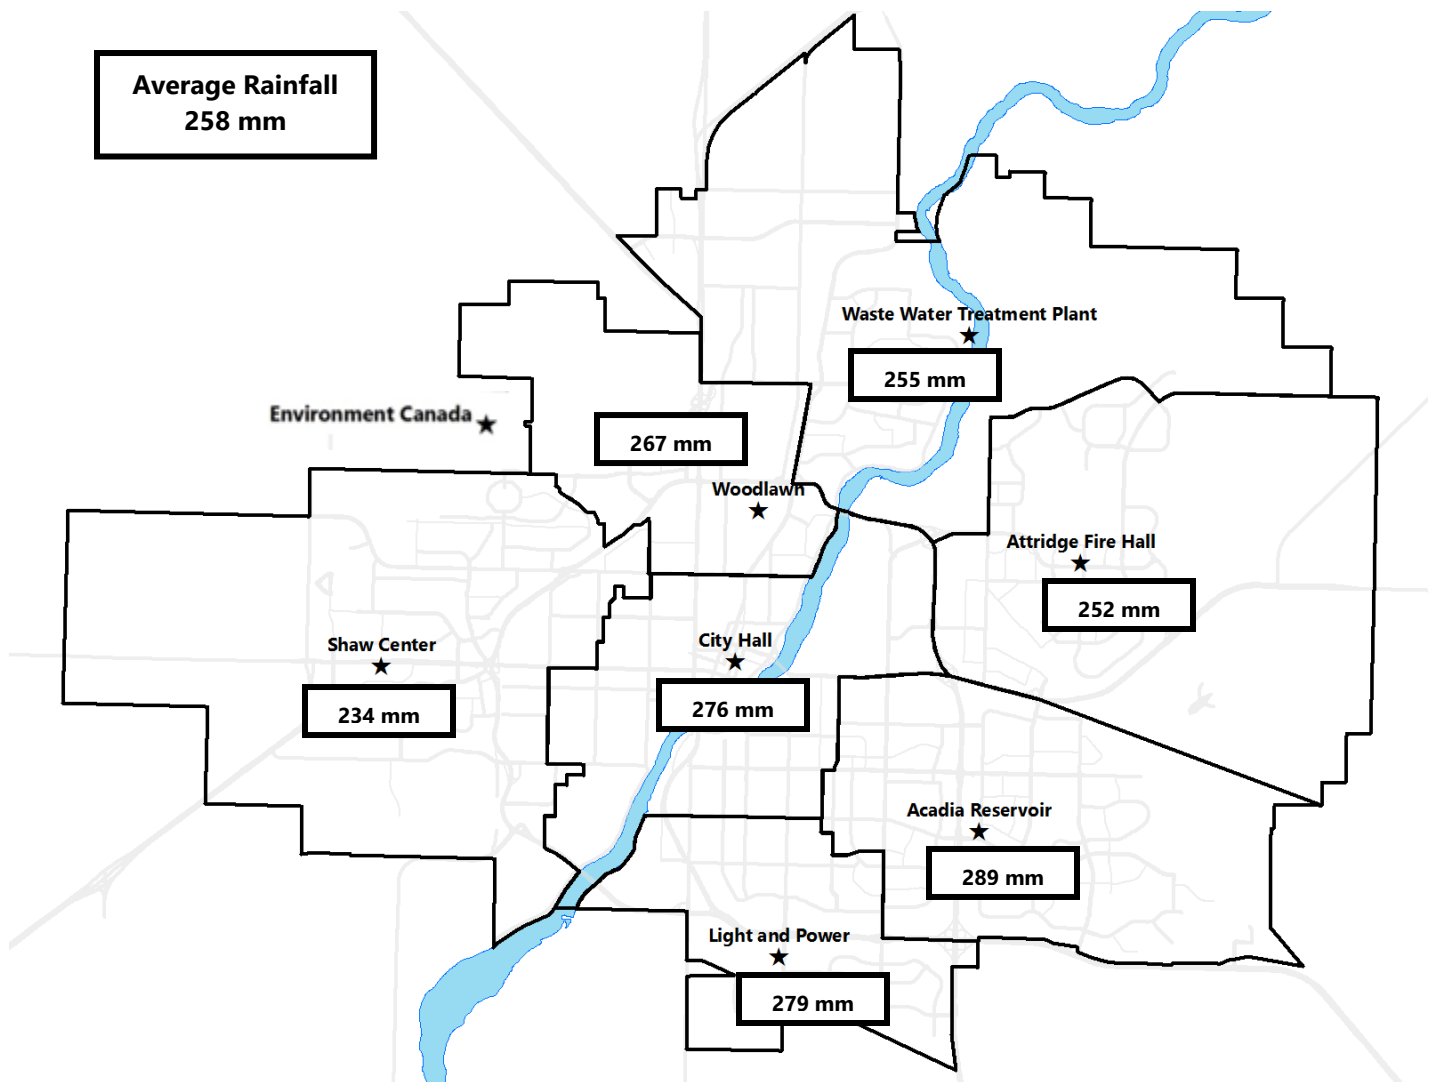 Average Rainfall
258 mm
Waste Water Treatment Plant
255 mm
Environment Canada
267 mm
Woodlawn
Attridge Fire Hall
252 mm
Shaw Center
234 mm
City Hall
276 mm
Acadia Reservoir
289 mm
Light and Power
279 mm